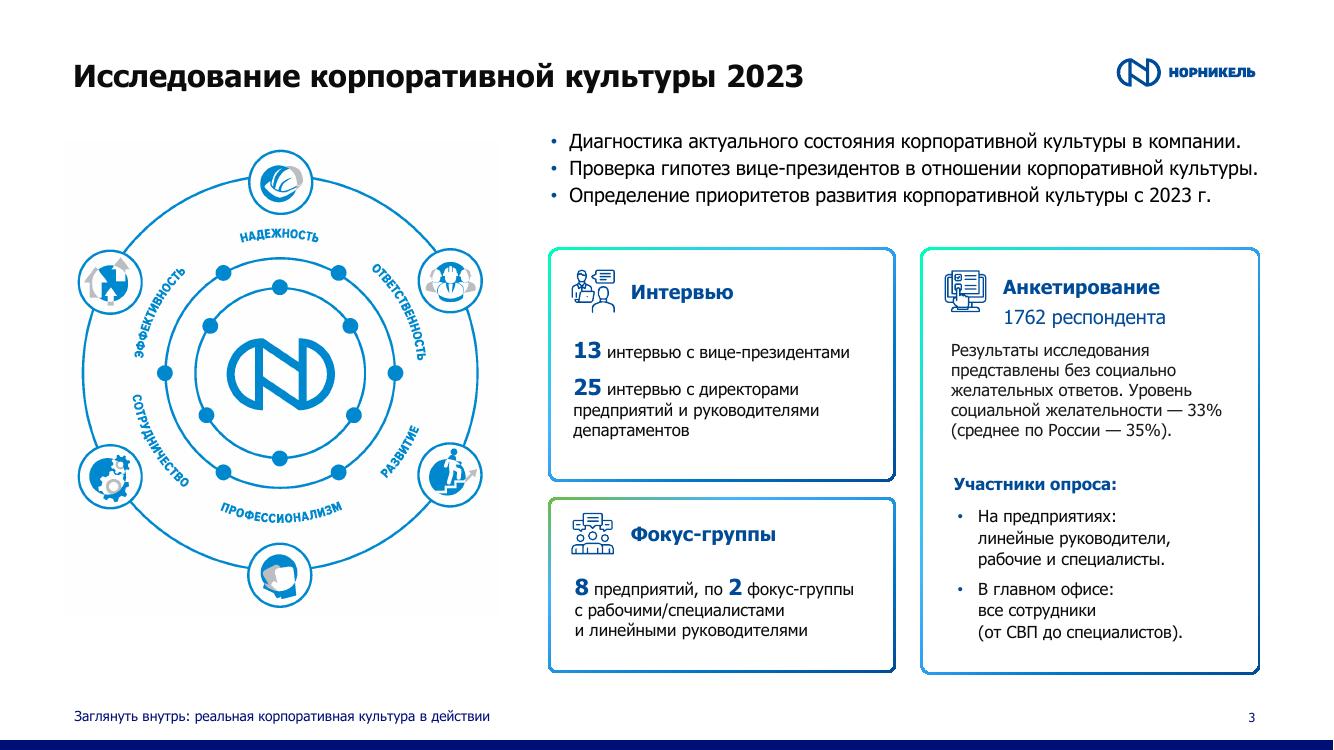 Исследование корпоративной культуры 2023
НОРНИКЕЛЬ
НАДЕЖНОСТЬ
ОТВЕТСТВЕННОСТЬ
РАЗВИТИЕ
ПРОФЕССИОНАЛИЗМ
СОТРУДНИЧЕСТВО
ЭФФЕКТИВНОСТЬ
• Диагностика актуального состояния корпоративной культуры в компании.
• Проверка гипотез вице-президентов в отношении корпоративной культуры.
• Определение приоритетов развития корпоративной культуры с 2023 г.
Интервью
13 интервью с вице-президентами
25 интервью с директорами
предприятий и руководителями
департаментов
Фокус-группы
8 предприятий, по 2 фокус-группы
с рабочими/специалистами
и линейными руководителями
Анкетирование
1762 респондента
Результаты исследования
представлены без социально
желательных ответов. Уровень
социальной желательности — 33%
(среднее по России — 35%).
Участники опроса:
• На предприятиях:
линейные руководители,
рабочие и специалисты.
• В главном офисе:
все сотрудники
(от СВП до специалистов).
Заглянуть внутрь: реальная корпоративная культура в действии
3